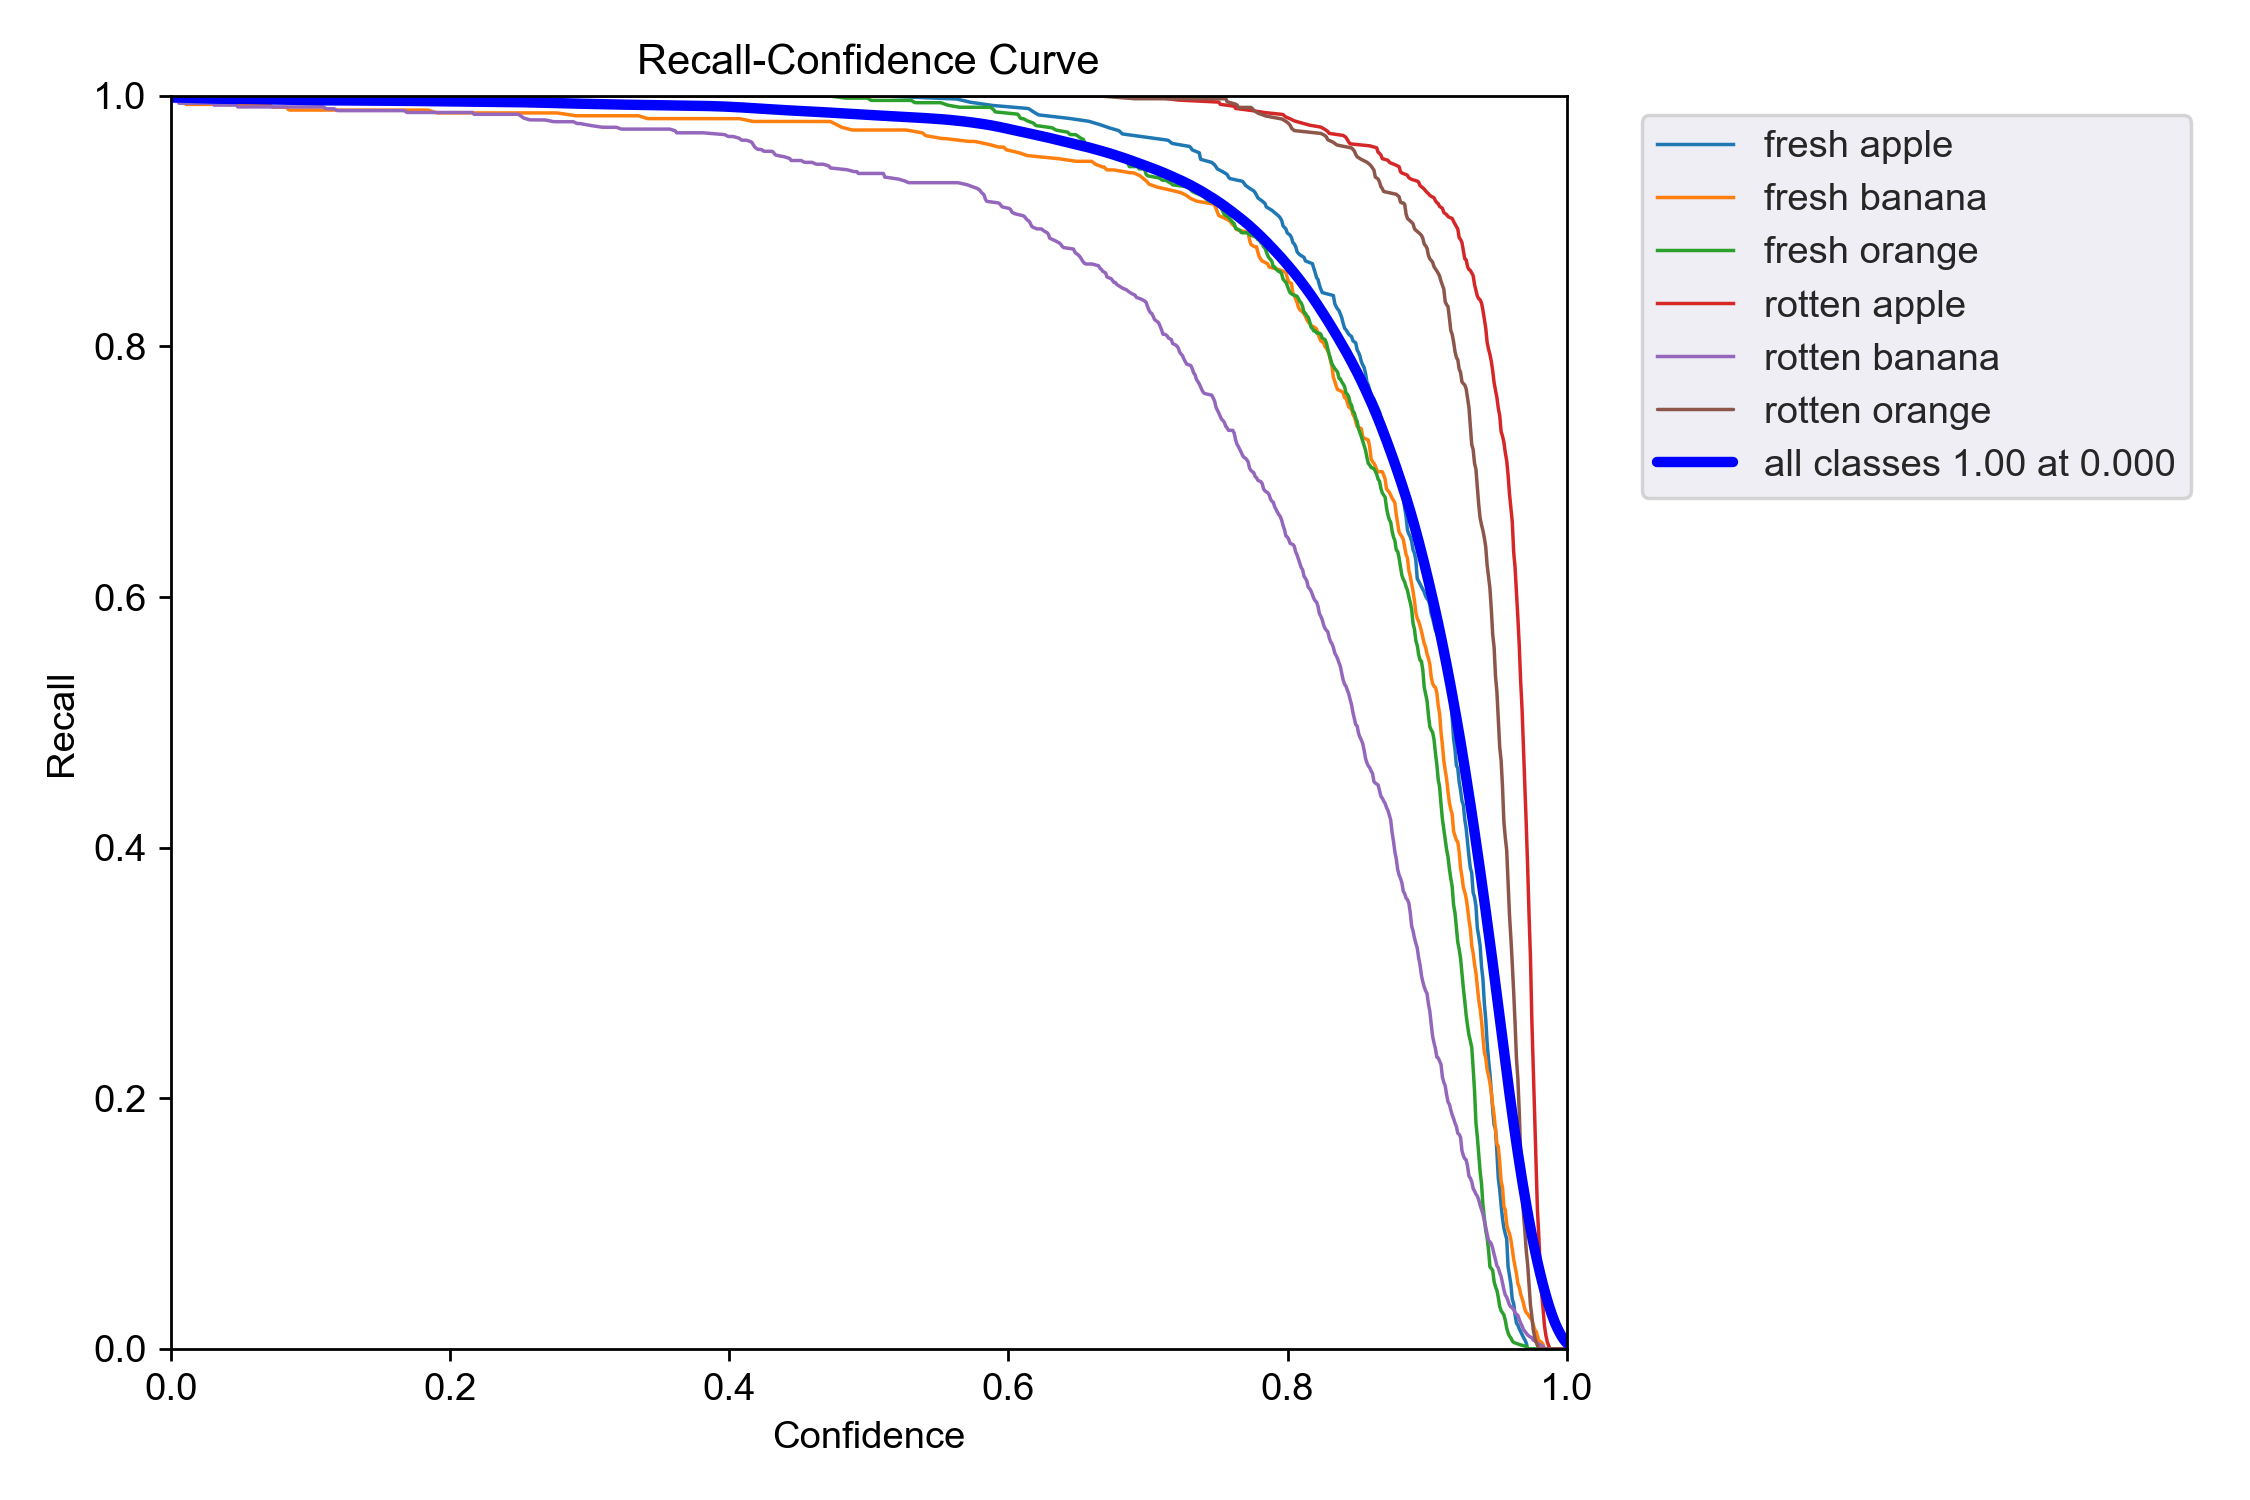 Recall-Confidence Curve
1.0
0.8
0.6
0.4
0.2
0.0
Recall
0.0 0.2 0.4 0.6 0.8 1.0
Confidence
fresh apple
fresh banana
fresh orange
rotten apple
rotten banana
rotten orange
all classes 1.00 at 0.000